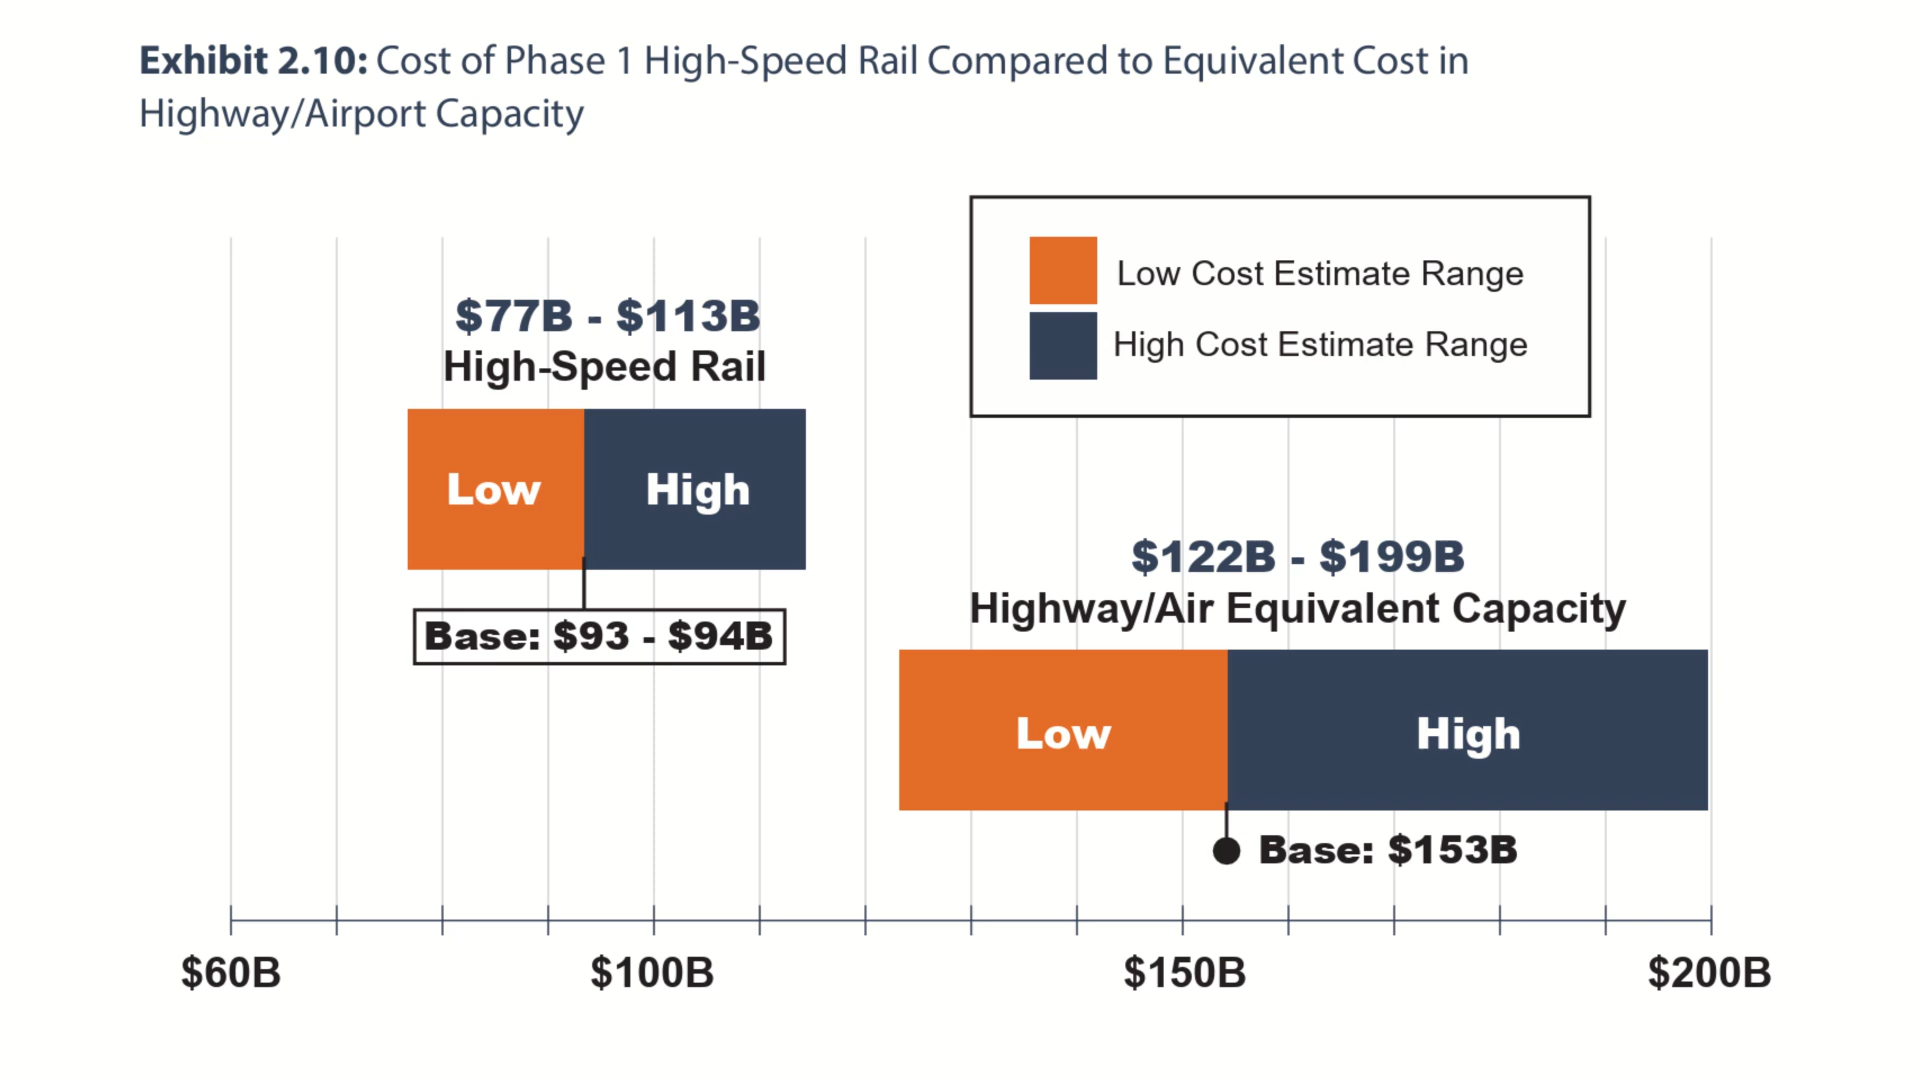 Exhibit 2.10: Cost of Phase 1 High-Speed Rail Compared to Equivalent Cost in
Highway/Airport Capacity
Low Cost Estimate Range
High Cost Estimate Range
$77B - $113B
High-Speed Rail
Low
High
Base: $93 - $94B
$122B - $199B
Highway/Air Equivalent Capacity
Low
High
Base: $153B
$60B
$100B
$150B
$200B